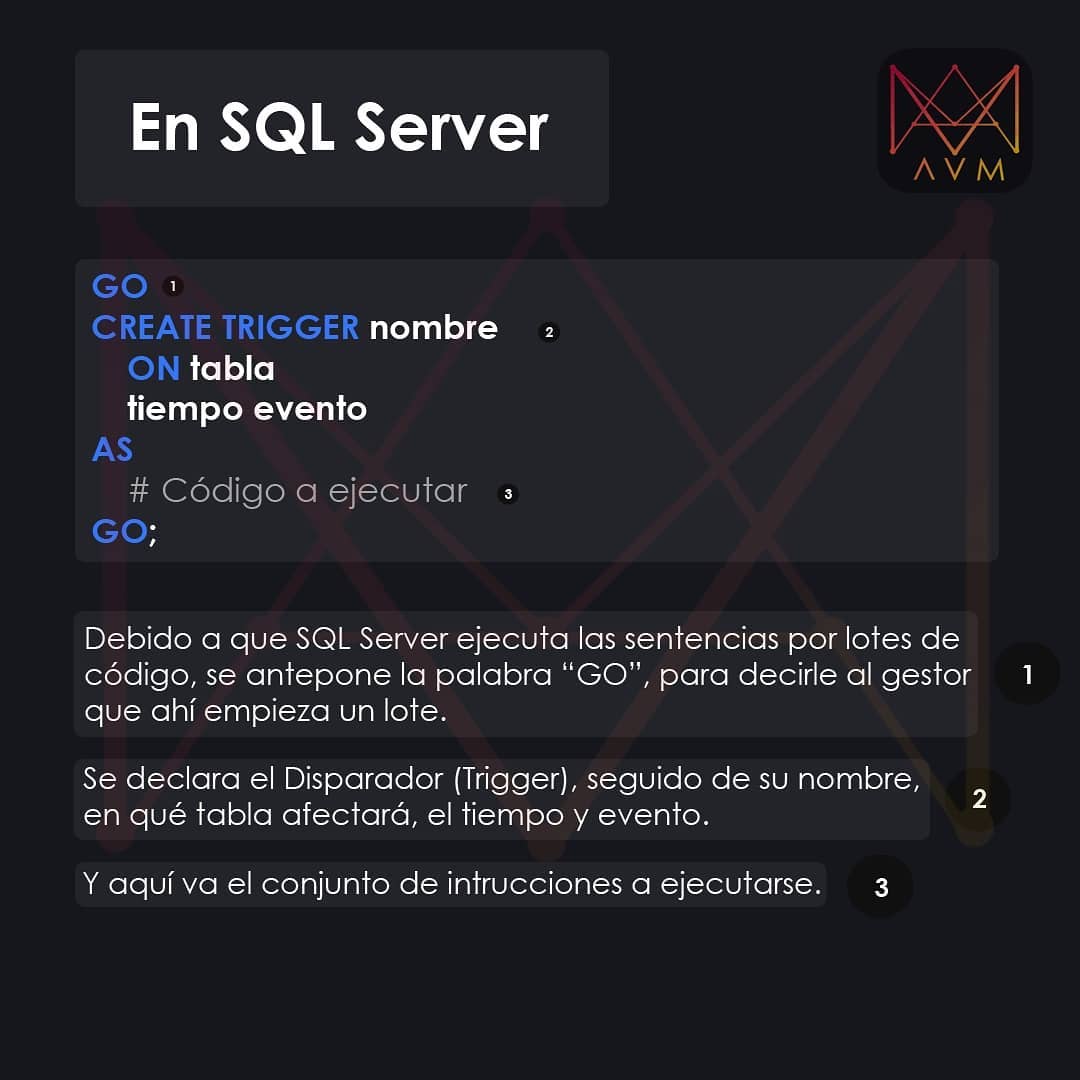 En SQL Server
AVM
GO 1
CREATE TRIGGER nombre 2
ON tabla
tiempo evento
AS
# Código a ejecutar 3
GO;
Debido a que SQL Server ejecuta las sentencias por lotes de
código, se antepone la palabra “GO”, para decirle al gestor
que ahí empieza un lote.
1
Se declara el Disparador (Trigger), seguido de su nombre,
en qué tabla afectará, el tiempo y evento.
2
Y aquí va el conjunto de intrucciones a ejecutarse.
3